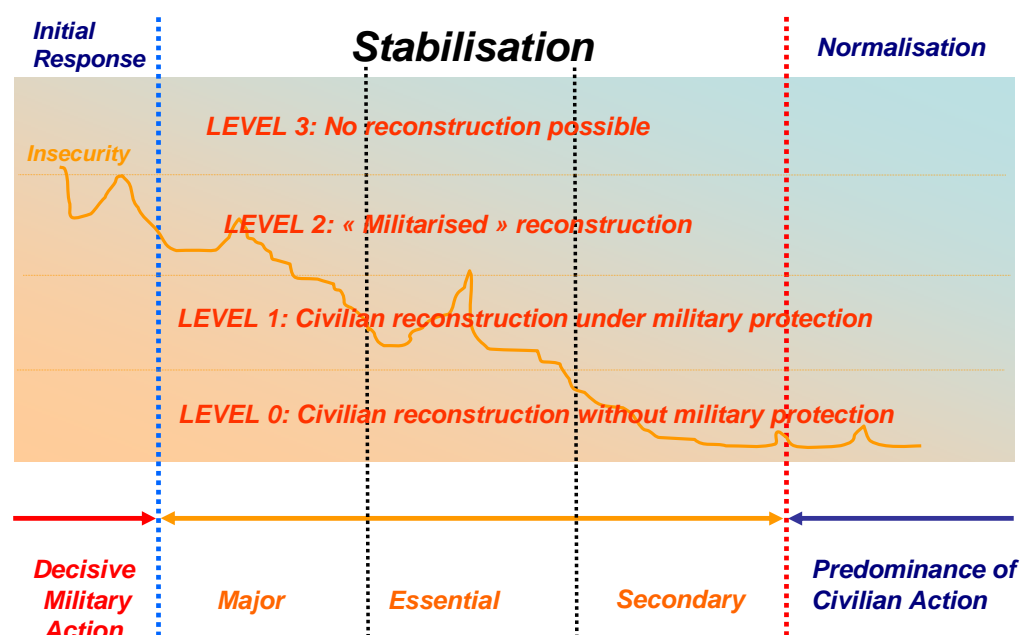 Initial
Response
Stabilisation
Normalisation
LEVEL 3: No reconstruction possible
Insecurity
LEVEL 2: « Militarised » reconstruction
LEVEL 1: Civilian reconstruction under military protection
LEVEL 0: Civilian reconstruction without military protection
Decisive
Military
Action
Major
Essential
Secondary
Predominance of
Civilian Action